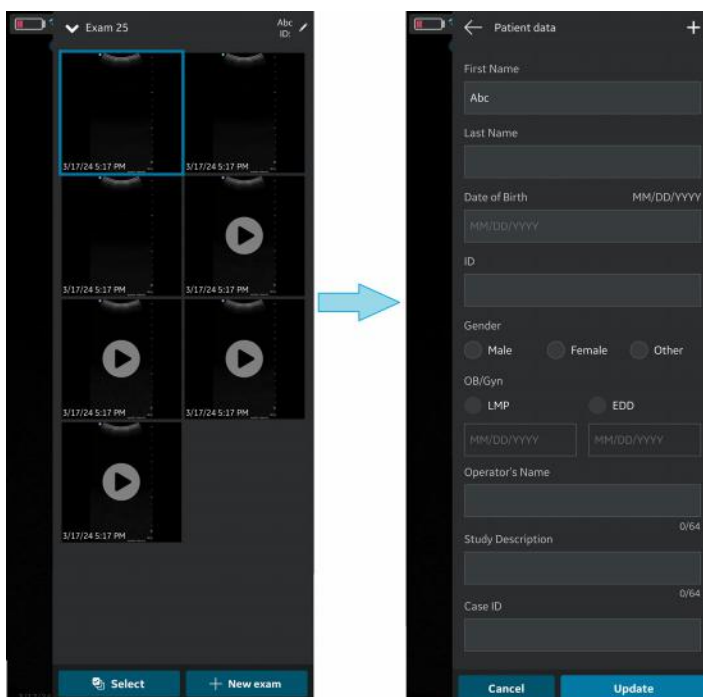 Exam 25
Abc
ID:
3/17/24 5:17 PM
3/17/24 5:17 PM
3/17/24 5:17 PM
3/17/24 5:17 PM
3/17/24 5:17 PM
3/17/24 5:17 PM
3/17/24 5:17 PM
Select
+ New exam
Patient data
First Name
Abc
Last Name
Date of Birth MM/DD/YYYY
MM/DD/YYYY
ID
Gender
Male Female Other
OB/Gyn
LMP EDD
MM/DD/YYYY MM/DD/YYYY
Operator's Name
0/64
Study Description
0/64
Case ID
Cancel Update